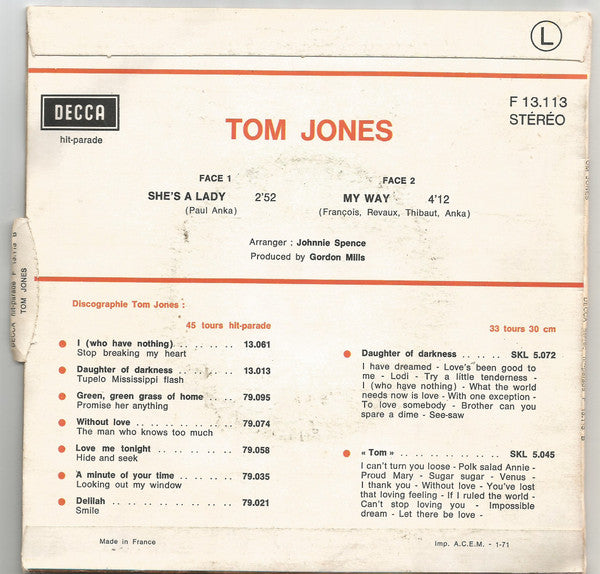 L
DECCA
hit-parade
F 13.113
STÉRÉO
TOM JONES
FACE 1
SHE'S A LADY 2'52
(Paul Anka)
FACE 2
MY WAY 4'12
(François, Revaux, Thibaut, Anka)
Arranger : Johnnie Spence
Produced by Gordon Mills
DECCA hit-parade F 13.113 B
TOM JONES
Discographie Tom Jones :
45 tours hit-parade
I (who have nothing) . . . . . . 13.061
Stop breaking my heart
Daughter of darkness . . . . . . 13.013
Tupelo Mississippi flash
Green, green grass of home . . . . 79.095
Promise her anything
Without love . . . . . . . . . . 79.074
The man who knows too much
Love me tonight . . . . . . . . . 79.058
Hide and seek
A minute of your time . . . . . . 79.035
Looking out my window
Delilah . . . . . . . . . . . . 79.021
Smile
33 tours 30 cm
Daughter of darkness . . . . . . SKL 5.072
I have dreamed - Love's been good to
me - Lodi - Try a little tenderness -
I (who have nothing) - What the world
needs now is love - With one exception -
To love somebody - Brother can you
spare a dime - See-saw
« Tom » . . . . . . . . . . . . SKL 5.045
I can't turn you loose - Polk salad Annie -
Proud Mary - Sugar sugar - Venus -
I thank you - Without love - You've lost
that loving feeling - If I ruled the world -
Can't stop loving you - Impossible
dream - Let there be love -
Made in France
Imp. A.C.E.M. - 1-71